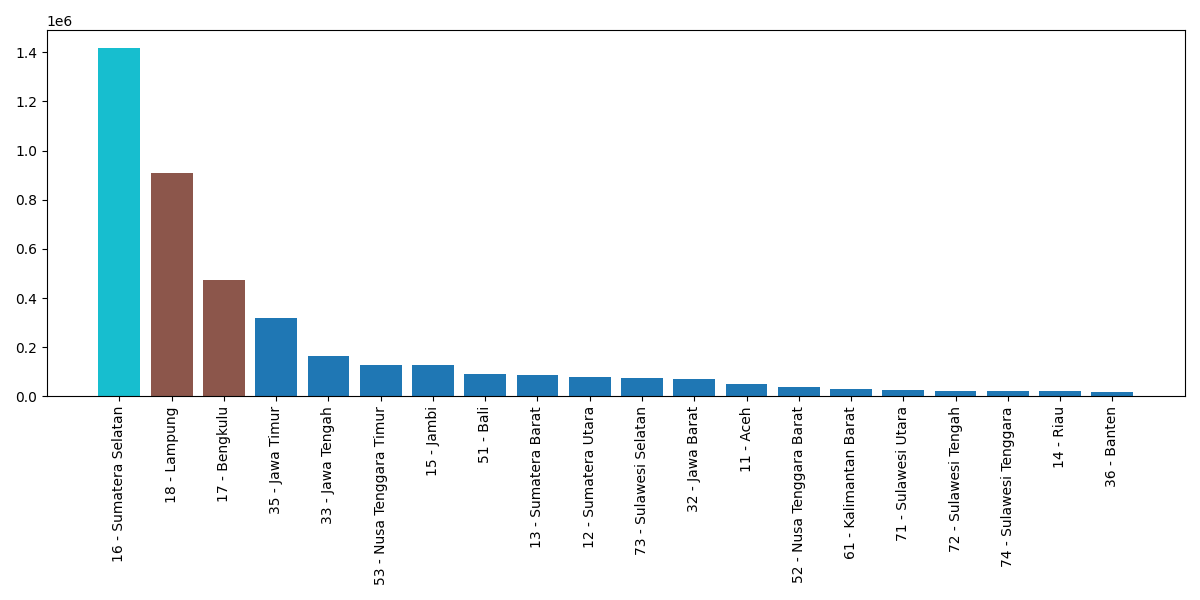 1e6
1.4
1.2
1.0
0.8
0.6
0.4
0.2
0.0
16 - Sumatera Selatan
18 - Lampung
17 - Bengkulu
35 - Jawa Timur
33 - Jawa Tengah
53 - Nusa Tenggara Timur
15 - Jambi
51 - Bali
13 - Sumatera Barat
12 - Sumatera Utara
73 - Sulawesi Selatan
32 - Jawa Barat
11 - Aceh
52 - Nusa Tenggara Barat
61 - Kalimantan Barat
71 - Sulawesi Utara
72 - Sulawesi Tengah
74 - Sulawesi Tenggara
14 - Riau
36 - Banten